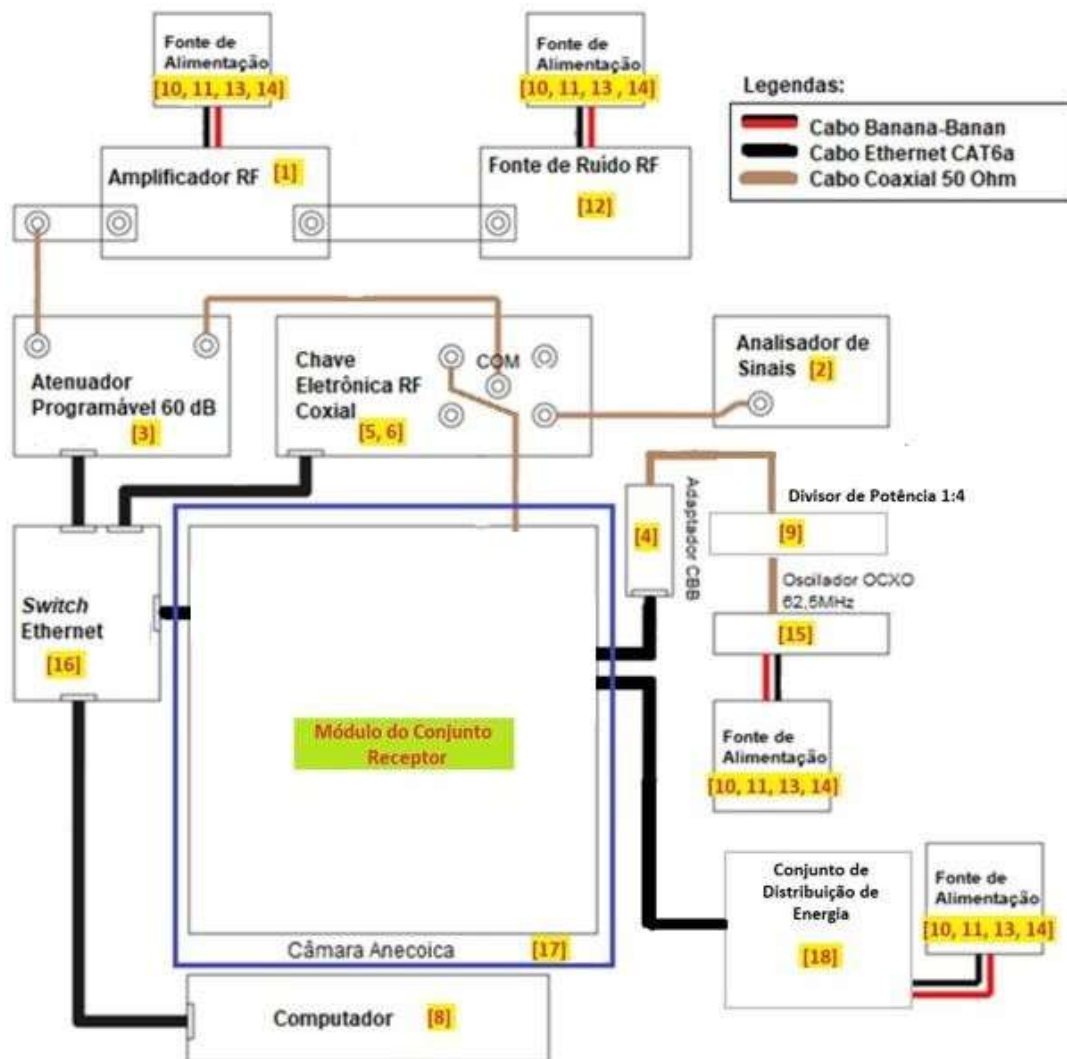 Fonte de
Alimentação
[10, 11, 13, 14]
Fonte de
Alimentação
[10, 11, 13 , 14]
Legendas:
Cabo Banana-Banan
Cabo Ethernet CAT6a
Cabo Coaxial 50 Ohm
Amplificador RF [1]
Fonte de Ruído RF
[12]
Atenuador
Programável 60 dB
[3]
Chave
Eletrônica RF
Coxial
[5, 6]
COM
Analisador de
Sinais [2]
Adaptador CBB
[4]
Divisor de Potência 1:4
[9]
Oscilador OCXO
62,5MHz
[15]
Fonte de
Alimentação
[10, 11, 13, 14]
Switch
Ethernet
[16]
Módulo do Conjunto
Receptor
Câmara Anecoica [17]
Conjunto de
Distribuição de
Energia
[18]
Fonte de
Alimentação
[10, 11, 13, 14]
Computador [8]